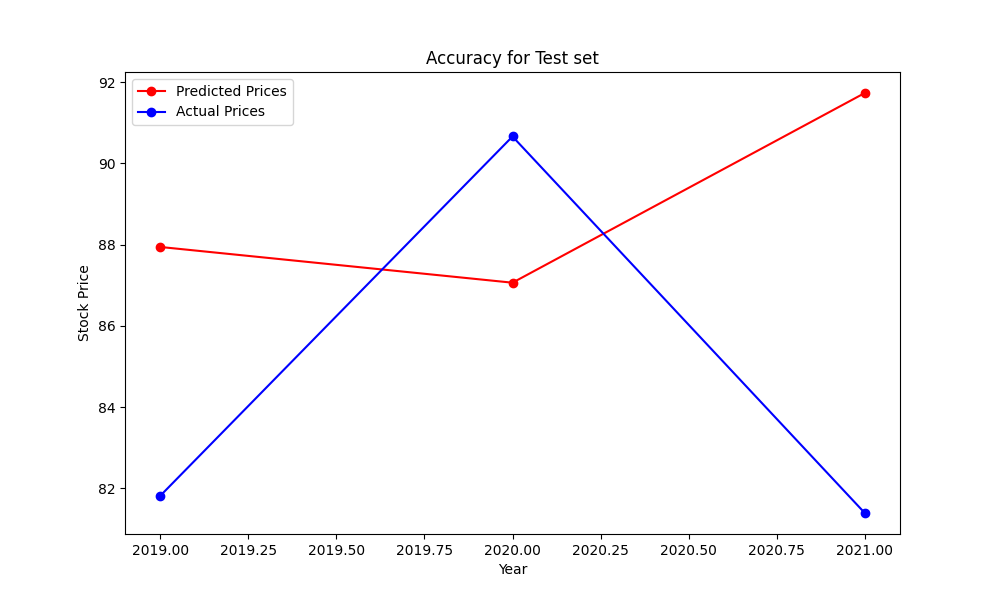 Accuracy for Test set
Predicted Prices
Actual Prices
92
90
88
86
84
82
Stock Price
2019.00 2019.25 2019.50 2019.75 2020.00 2020.25 2020.50 2020.75 2021.00
Year